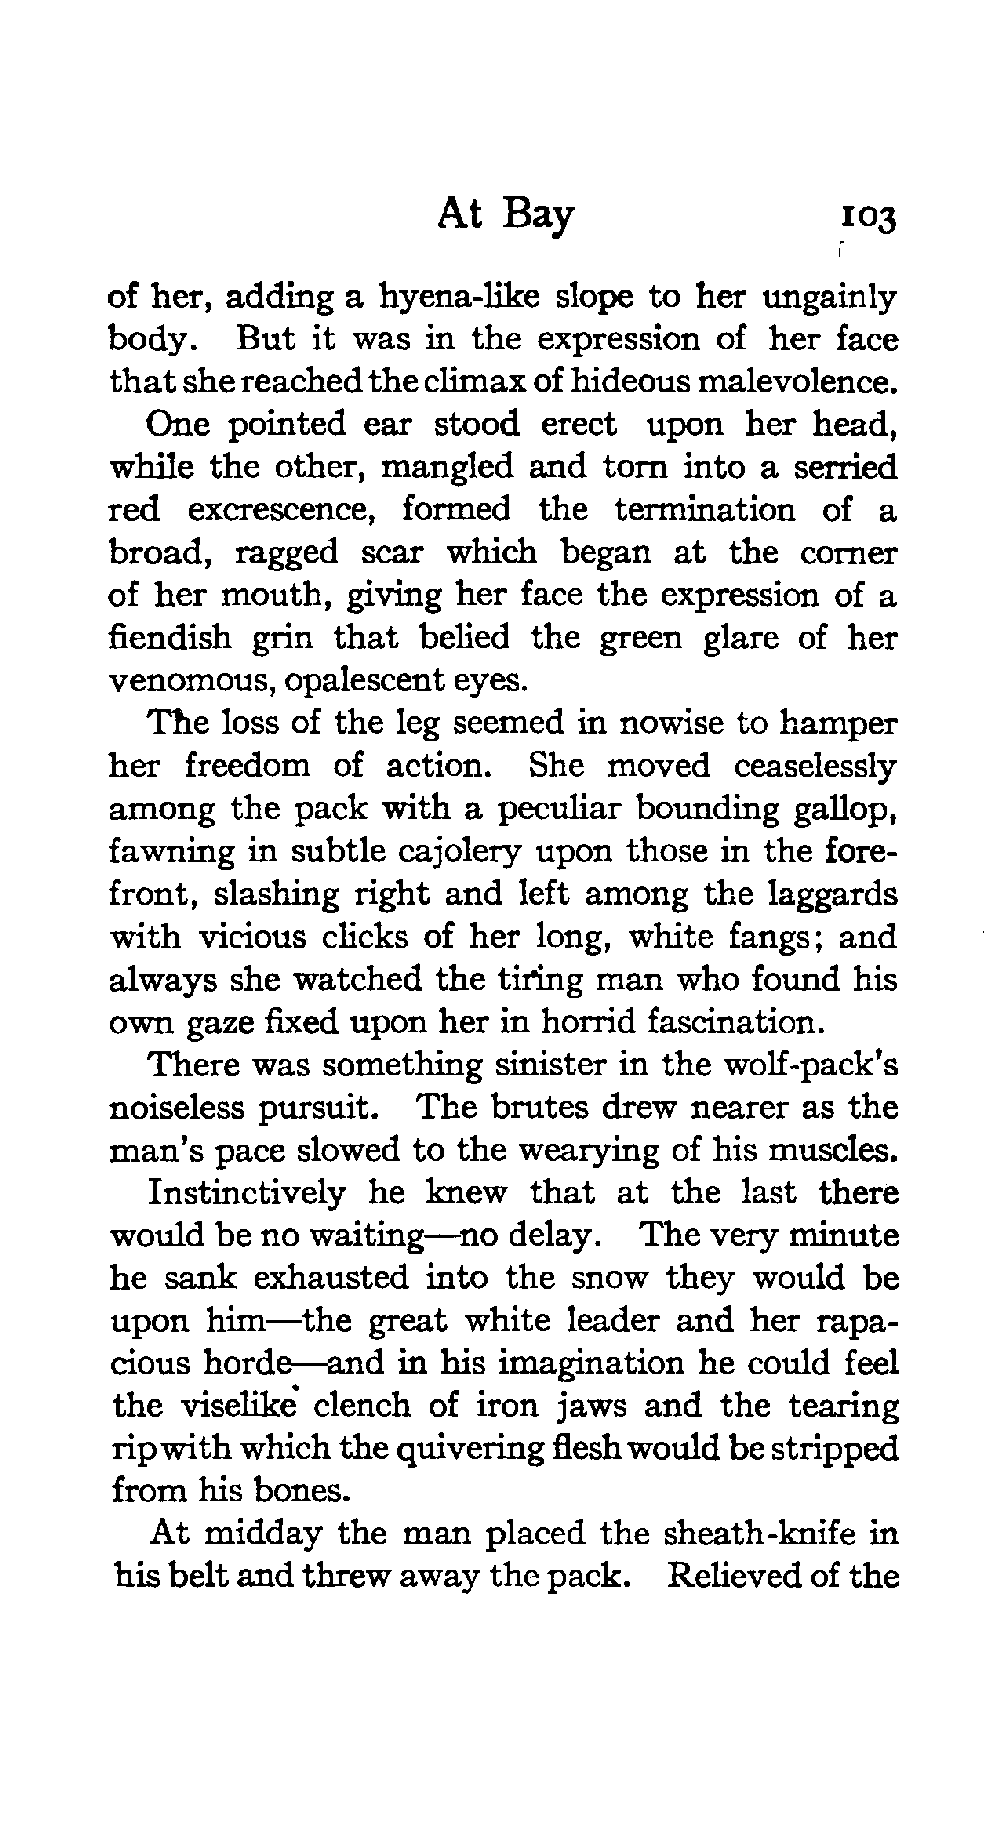 At Bay 103
of her, adding a hyena-like slope to her ungainly
body. But it was in the expression of her face
that she reached the climax of hideous malevolence.
One pointed ear stood erect upon her head,
while the other, mangled and torn into a serried
red excrescence, formed the termination of a
broad, ragged scar which began at the corner
of her mouth, giving her face the expression of a
fiendish grin that belied the green glare of her
venomous, opalescent eyes.
The loss of the leg seemed in nowise to hamper
her freedom of action. She moved ceaselessly
among the pack with a peculiar bounding gallop,
fawning in subtle cajolery upon those in the fore-
front, slashing right and left among the laggards
with vicious clicks of her long, white fangs; and
always she watched the tiring man who found his
own gaze fixed upon her in horrid fascination.
There was something sinister in the wolf-pack's
noiseless pursuit. The brutes drew nearer as the
man's pace slowed to the wearying of his muscles.
Instinctively he knew that at the last there
would be no waiting—no delay. The very minute
he sank exhausted into the snow they would be
upon him—the great white leader and her rapa-
cious horde—and in his imagination he could feel
the viselike clench of iron jaws and the tearing
rip with which the quivering flesh would be stripped
from his bones.
At midday the man placed the sheath-knife in
his belt and threw away the pack. Relieved of the